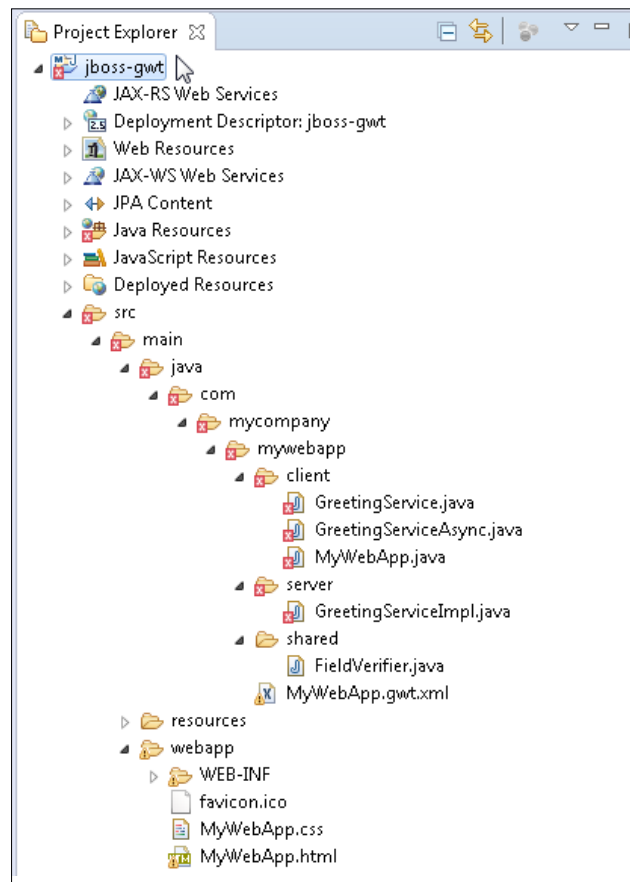 Project Explorer
jboss-gwt
JAX-RS Web Services
2.5 Deployment Descriptor: jboss-gwt
Web Resources
JAX-WS Web Services
JPA Content
Java Resources
JavaScript Resources
Deployed Resources
src
main
java
com
mycompany
mywebapp
client
GreetingService.java
GreetingServiceAsync.java
MyWebApp.java
server
GreetingServiceImpl.java
shared
FieldVerifier.java
MyWebApp.gwt.xml
resources
webapp
WEB-INF
favicon.ico
MyWebApp.css
MyWebApp.html